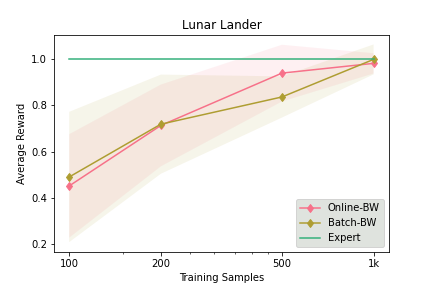 Lunar Lander
Average Reward
1.0
0.8
0.6
0.4
0.2
100
200
500
1k
Training Samples
Online-BW
Batch-BW
Expert